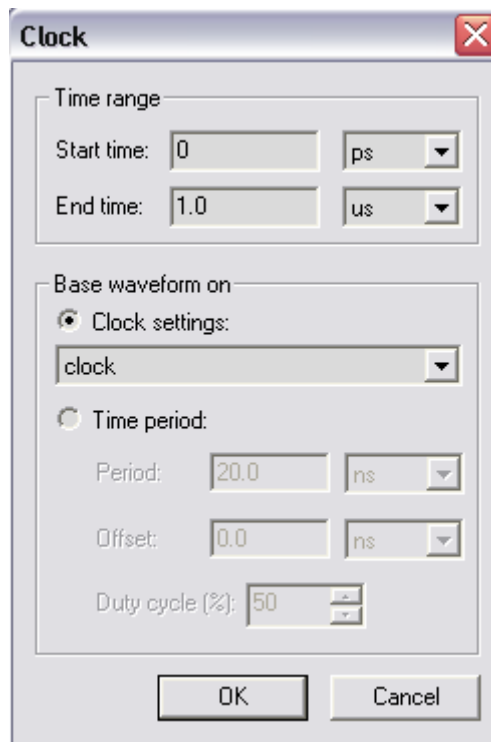 Clock
Time range
Start time: 0 ps
End time: 1.0 us
Base waveform on
Clock settings:
clock
Time period:
Period: 20.0 ns
Offset: 0.0 ns
Duty cycle (%): 50
OK Cancel